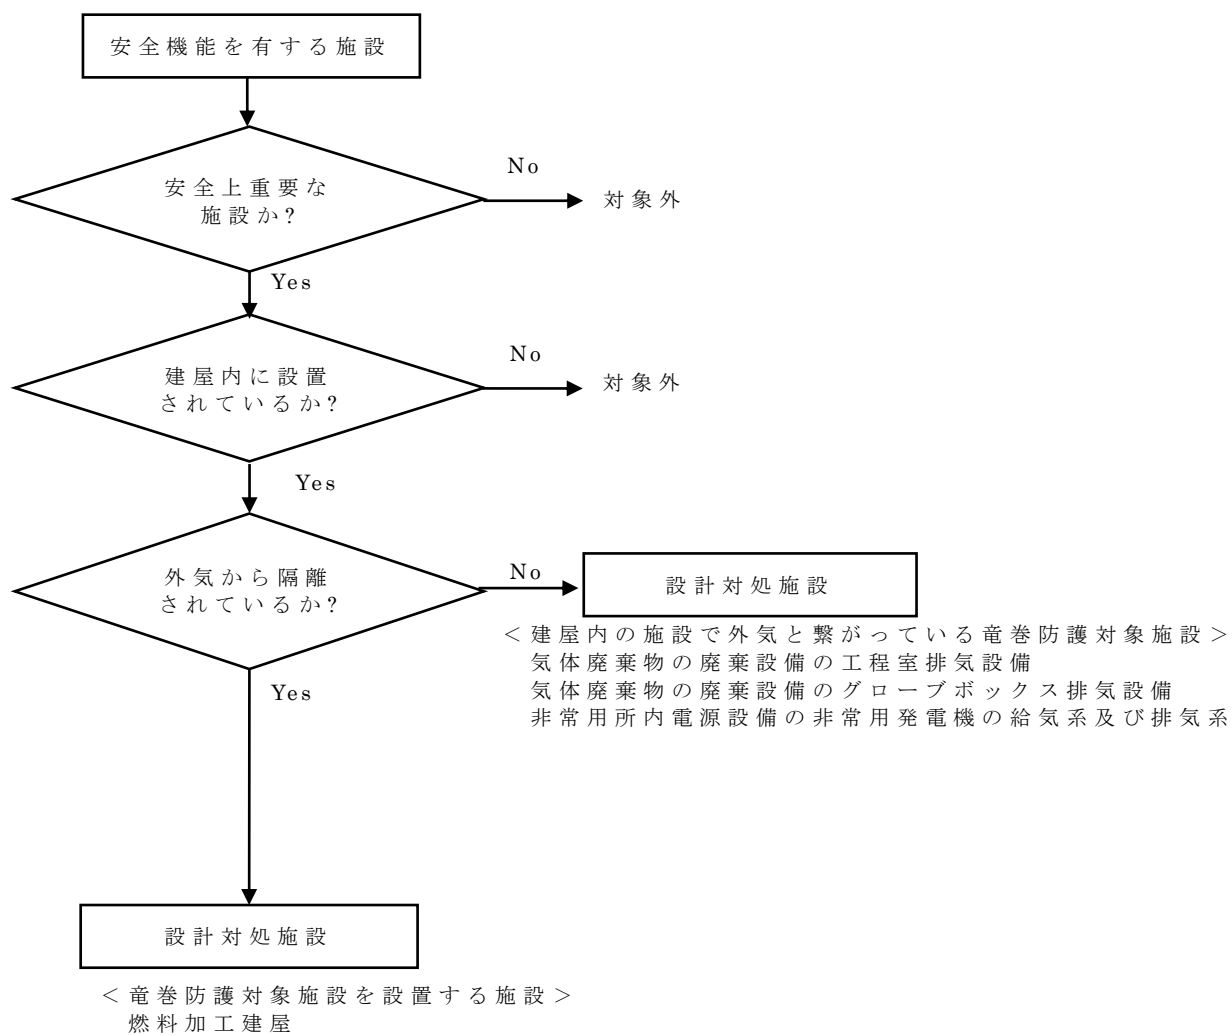 安全機能を有する施設
安全上重要な
施設か?
No
対象外
Yes
建屋内に設置
されているか?
No
対象外
Yes
外気から隔離
されているか?
No
設計対処施設
＜建屋内の施設で外気と繋がっている竜巻防護対象施設＞
気体廃棄物の廃棄設備の工程室排気設備
気体廃棄物の廃棄設備のグローブボックス排気設備
非常用所内電源設備の非常用発電機の給気系及び排気系
Yes
設計対処施設
＜竜巻防護対象施設を設置する施設＞
燃料加工建屋